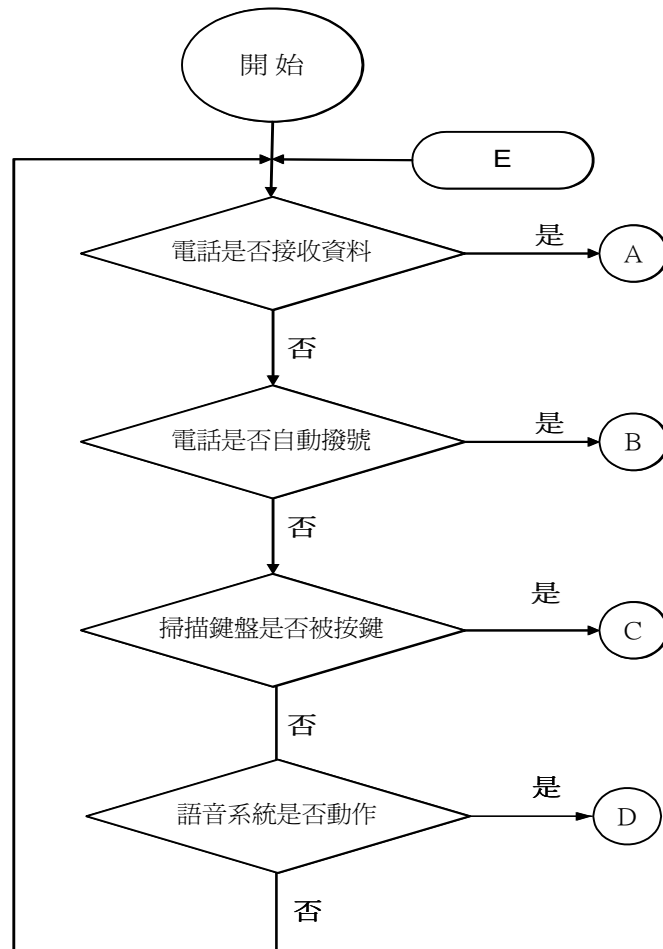 開 始
E
電話是否接收資料
是
A
否
電話是否自動撥號
是
B
否
掃描鍵盤是否被按鍵
是
C
否
語音系統是否動作
是
D
否